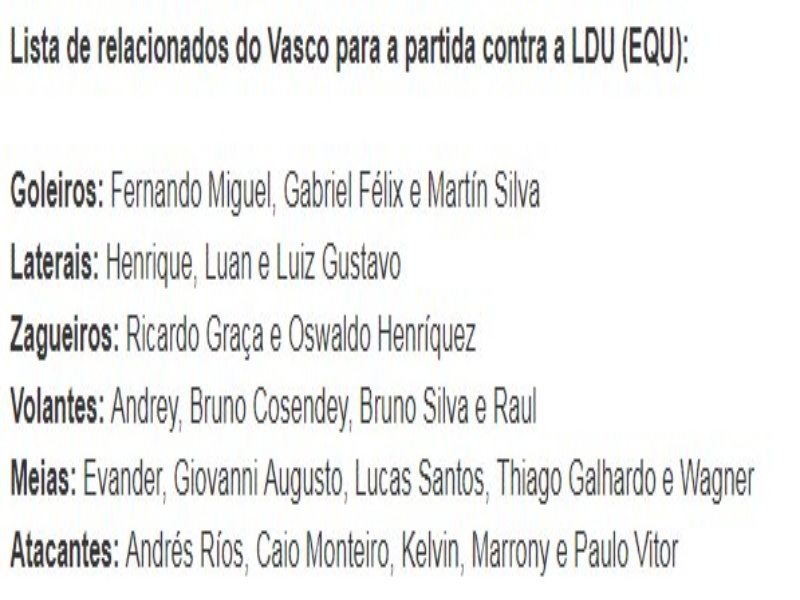 Lista de relacionados do Vasco para a partida contra a LDU (EQU):
Goleiros: Fernando Miguel, Gabriel Félix e Martín Silva
Laterais: Henrique, Luan e Luiz Gustavo
Zagueiros: Ricardo Graça e Oswaldo Henríquez
Volantes: Andrey, Bruno Cosendey, Bruno Silva e Raul
Meias: Evander, Giovanni Augusto, Lucas Santos, Thiago Galhardo e Wagner
Atacantes: Andrés Ríos, Caio Monteiro, Kelvin, Marrony e Paulo Vitor